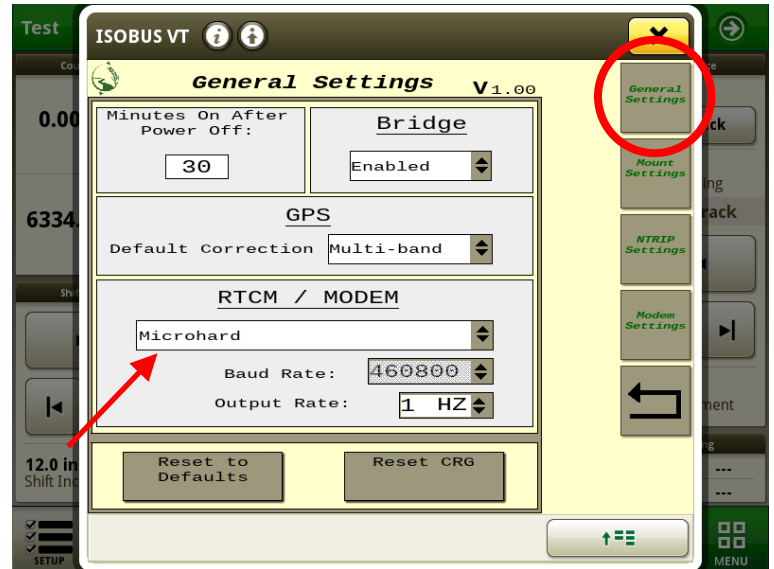 Test
ISOBUS VT
General Settings V1.00
Minutes On After
Power Off:
30
Bridge
Enabled
GPS
Default Correction Multi-band
RTCM / MODEM
Microhard
Baud Rate: 460800
Output Rate: 1 HZ
Reset to
Defaults
Reset CRG
General
Settings
Mount
Settings
NTRIP
Settings
Modem
Settings
0.00
6334.
12.0 in
Shift Inc
SETUP
ck
ing
rack
ment
---
---
MENU